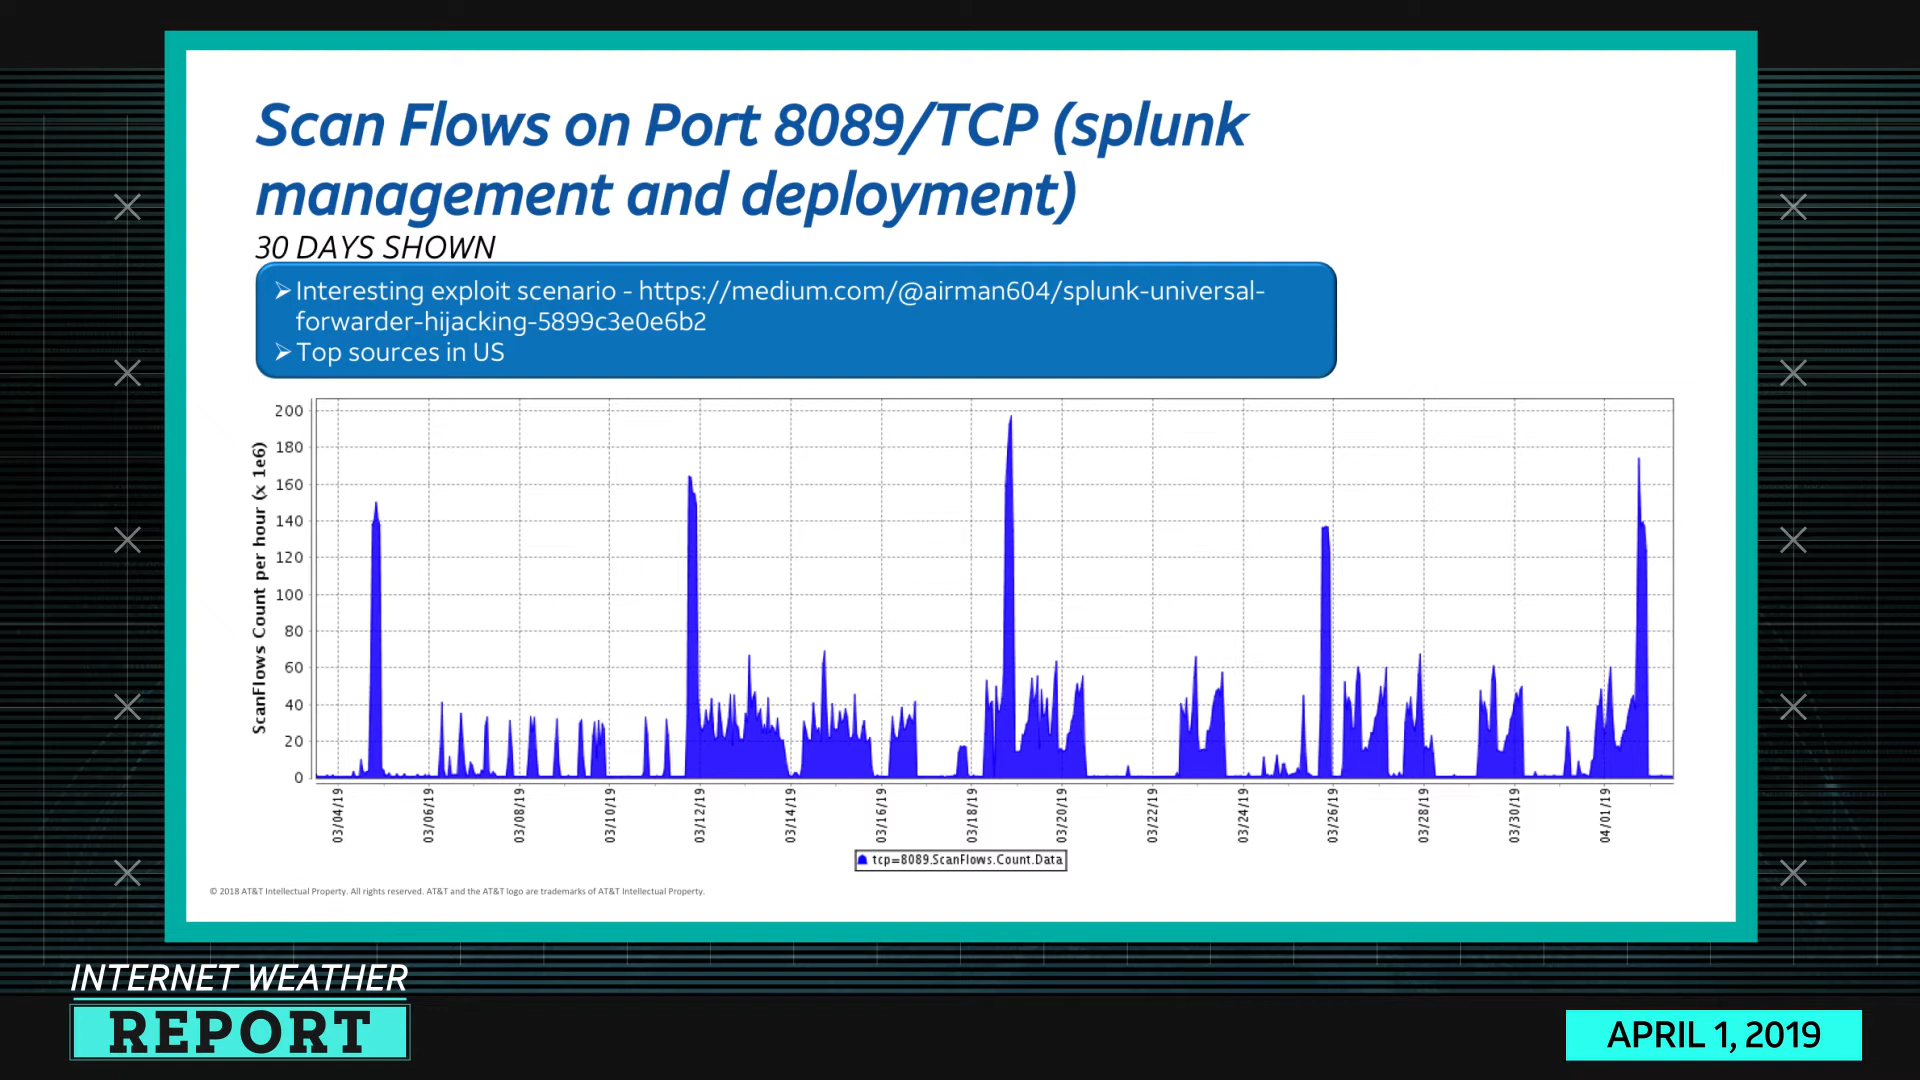 Scan Flows on Port 8089/TCP (splunk
management and deployment)
30 DAYS SHOWN
➢Interesting exploit scenario - https://medium.com/@airman604/splunk-universal-
forwarder-hijacking-5899c3e0e6b2
➢Top sources in US
ScanFlows Count per hour (x 1e6)
200
180
160
140
120
100
80
60
40
20
0
03/04/19
03/06/19
03/08/19
03/10/19
03/12/19
03/14/19
03/16/19
03/18/19
03/20/19
03/22/19
03/24/19
03/26/19
03/28/19
03/30/19
04/01/19
tcp=8089.ScanFlows.Count.Data
© 2018 AT&T Intellectual Property. All rights reserved. AT&T and the AT&T logo are trademarks of AT&T Intellectual Property.
INTERNET WEATHER
REPORT
APRIL 1, 2019